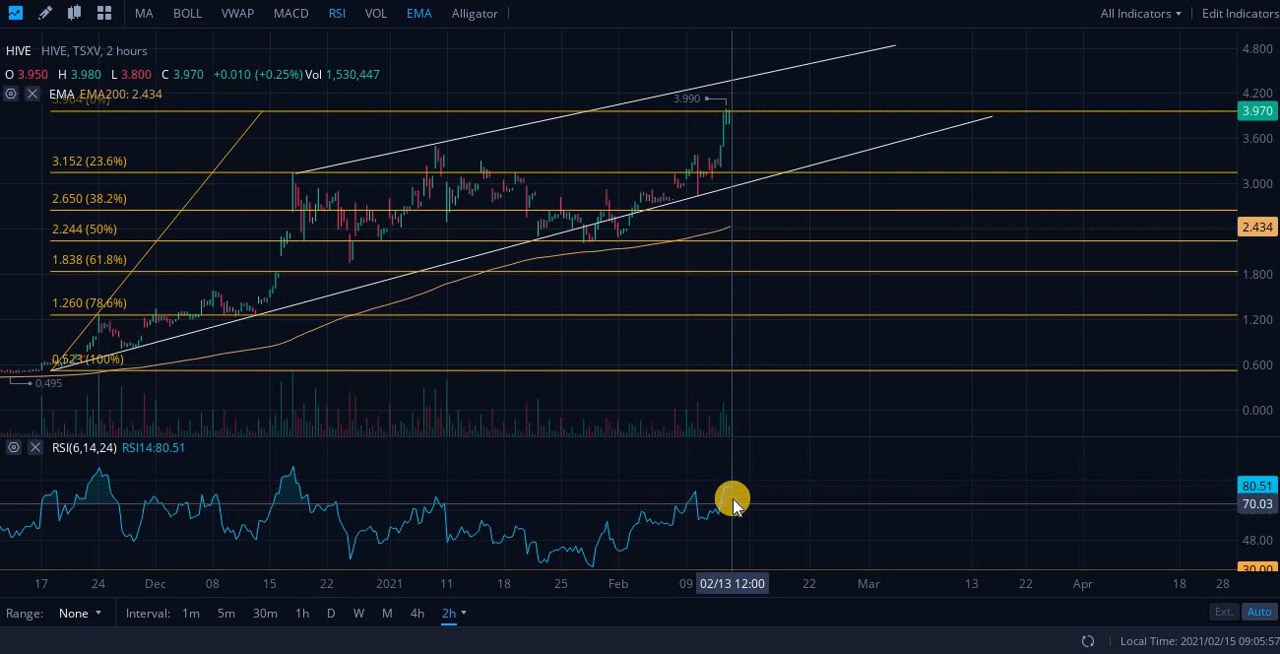 MA BOLL VWAP MACD RSI VOL EMA Alligator All Indicators Edit Indicators
HIVE HIVE, TSXV, 2 hours
O 3.950 H 3.980 L 3.800 C 3.970 +0.010 (+0.25%) Vol 1,530,447
EMA EMA200: 2.434
3.990
3.152 (23.6%)
2.650 (38.2%)
2.244 (50%)
1.838 (61.8%)
1.260 (78.6%)
0.523 (100%)
0.495
4.800
4.200
3.970
3.600
3.000
2.434
1.800
1.200
0.600
0.000
RSI(6,14,24) RSI14:80.51
80.51
70.03
48.00
30.00
17 24 Dec 08 15 22 2021 11 18 25 Feb 09 02/13 12:00 22 Mar 13 22 Apr 18 28
Range: None Interval: 1m 5m 30m 1h D W M 4h 2h Ext. Auto
Local Time: 2021/02/15 09:05:57